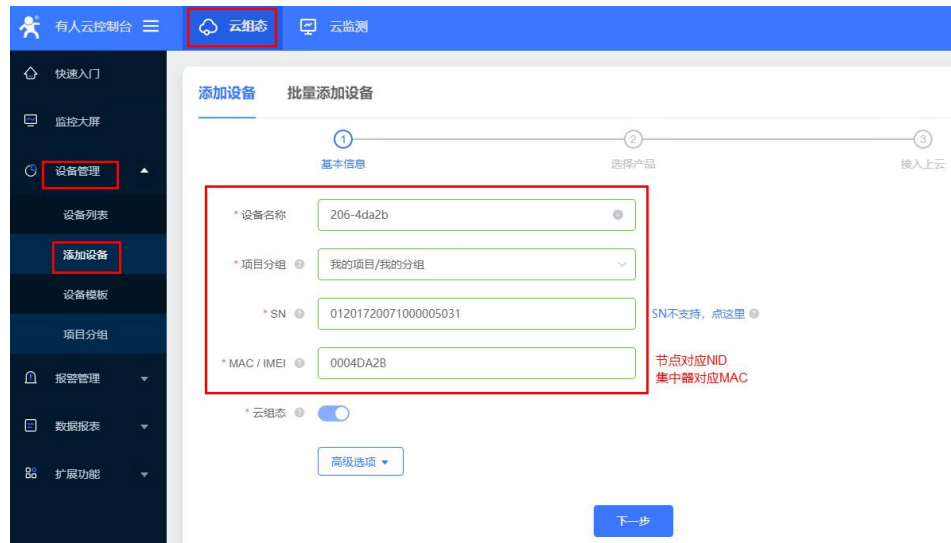 有人云控制台
云组态
云监测
快速入门
监控大屏
设备管理
设备列表
添加设备
设备模板
项目分组
报警管理
数据报表
扩展功能
添加设备
批量添加设备
1
2
3
基本信息
选择产品
接入上云
* 设备名称
206-4da2b
* 项目分组
我的项目/我的分组
* SN
01201720071000005031
SN不支持，点这里
* MAC / IMEI
0004DA2B
节点对应NID
集中器对应MAC
* 云组态
高级选项
下一步